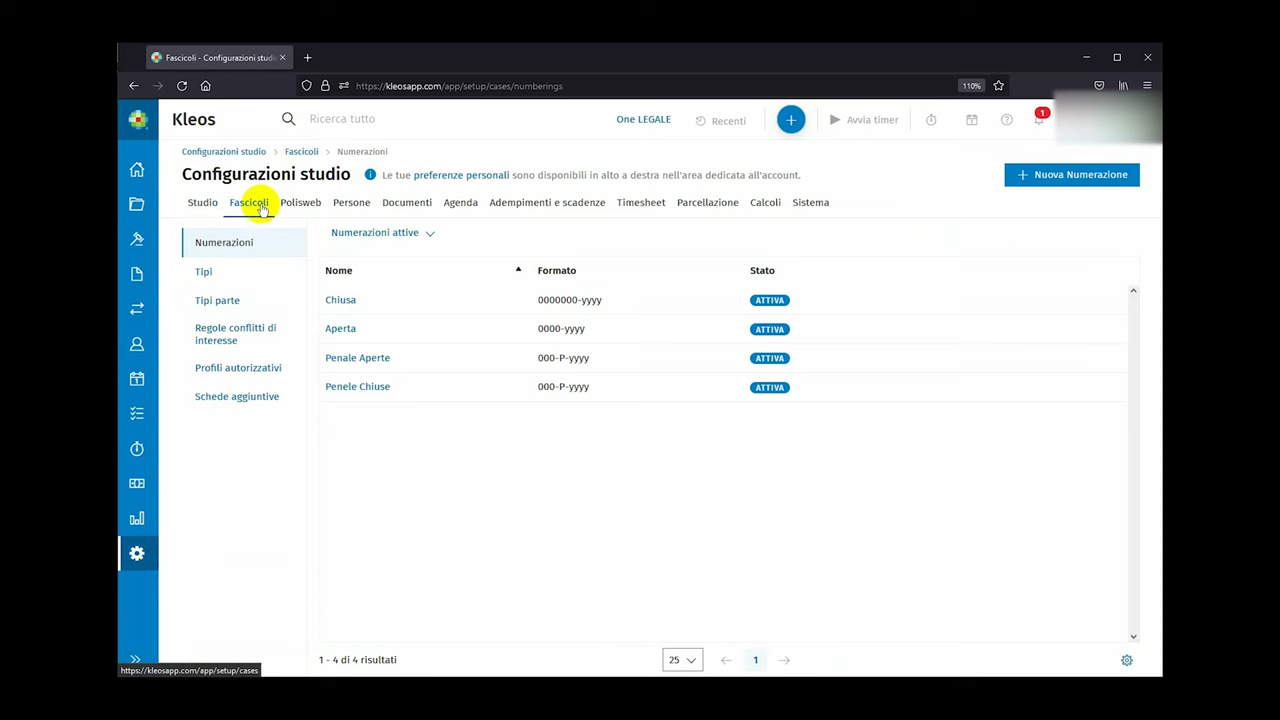 Fascicoli - Configurazioni studi
https://kleosapp.com/app/setup/cases/numberings
110%
Kleos
Ricerca tutto
One LEGALE
Recenti
Avvia timer
1
Configurazioni studio > Fascicoli > Numerazioni
Configurazioni studio
Le tue preferenze personali sono disponibili in alto a destra nell'area dedicata all'account.
+ Nuova Numerazione
Studio Fascicoli Polisweb Persone Documenti Agenda Adempimenti e scadenze Timesheet Parcellazione Calcoli Sistema
Numerazioni
Tipi
Tipi parte
Regole conflitti di
interesse
Profili autorizzativi
Schede aggiuntive
Numerazioni attive
Nome Formato Stato
Chiusa 0000000-yyyy ATTIVA
Aperta 0000-yyyy ATTIVA
Penale Aperte 000-P-yyyy ATTIVA
Penele Chiuse 000-P-yyyy ATTIVA
1 - 4 di 4 risultati
25
1
https://kleosapp.com/app/setup/cases